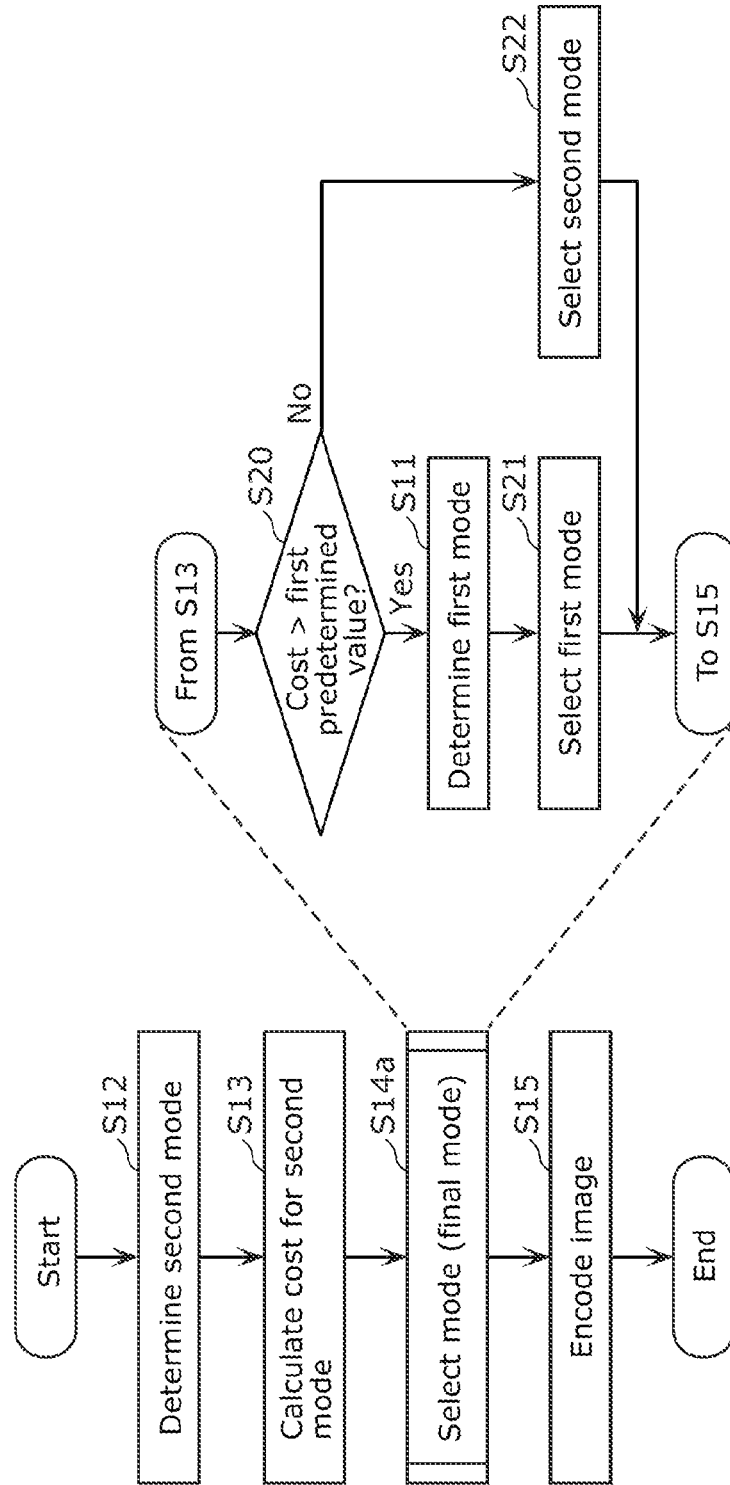 Start
S12
Determine second mode
S13
Calculate cost for second
mode
S14a
Select mode (final mode)
S15
Encode image
End
From S13
S20
Cost > first
predetermined
value?
No
Yes
S11
Determine first mode
S21
Select first mode
S22
Select second mode
To S15